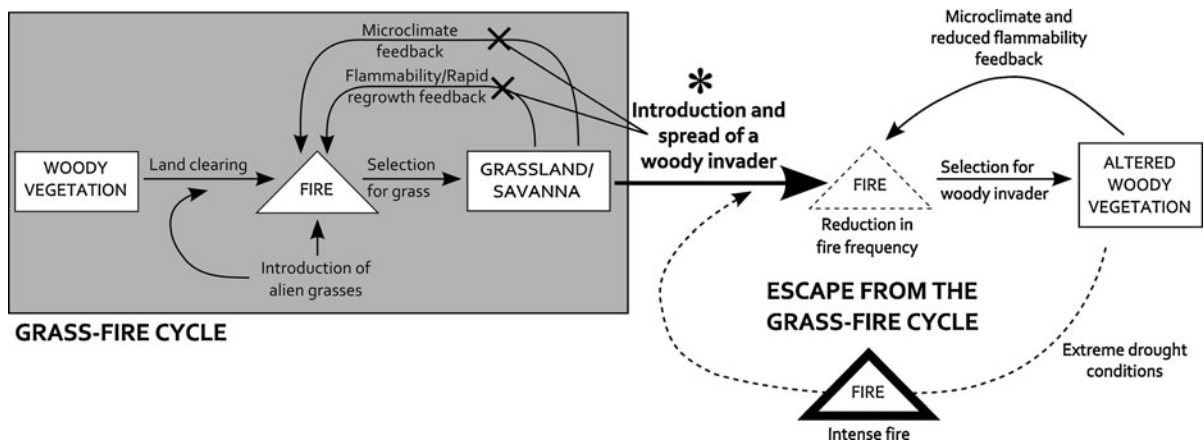 Microclimate
feedback
Flammability/Rapid
regrowth feedback
WOODY
VEGETATION
Land clearing
FIRE
Selection
for grass
GRASSLAND/
SAVANNA
Introduction of
alien grasses
GRASS-FIRE CYCLE
*
Introduction and
spread of a
woody invader
Microclimate and
reduced flammability
feedback
FIRE
Reduction in
fire frequency
Selection for
woody invader
ALTERED
WOODY
VEGETATION
ESCAPE FROM THE
GRASS-FIRE CYCLE
Extreme drought
conditions
FIRE
Intense fire